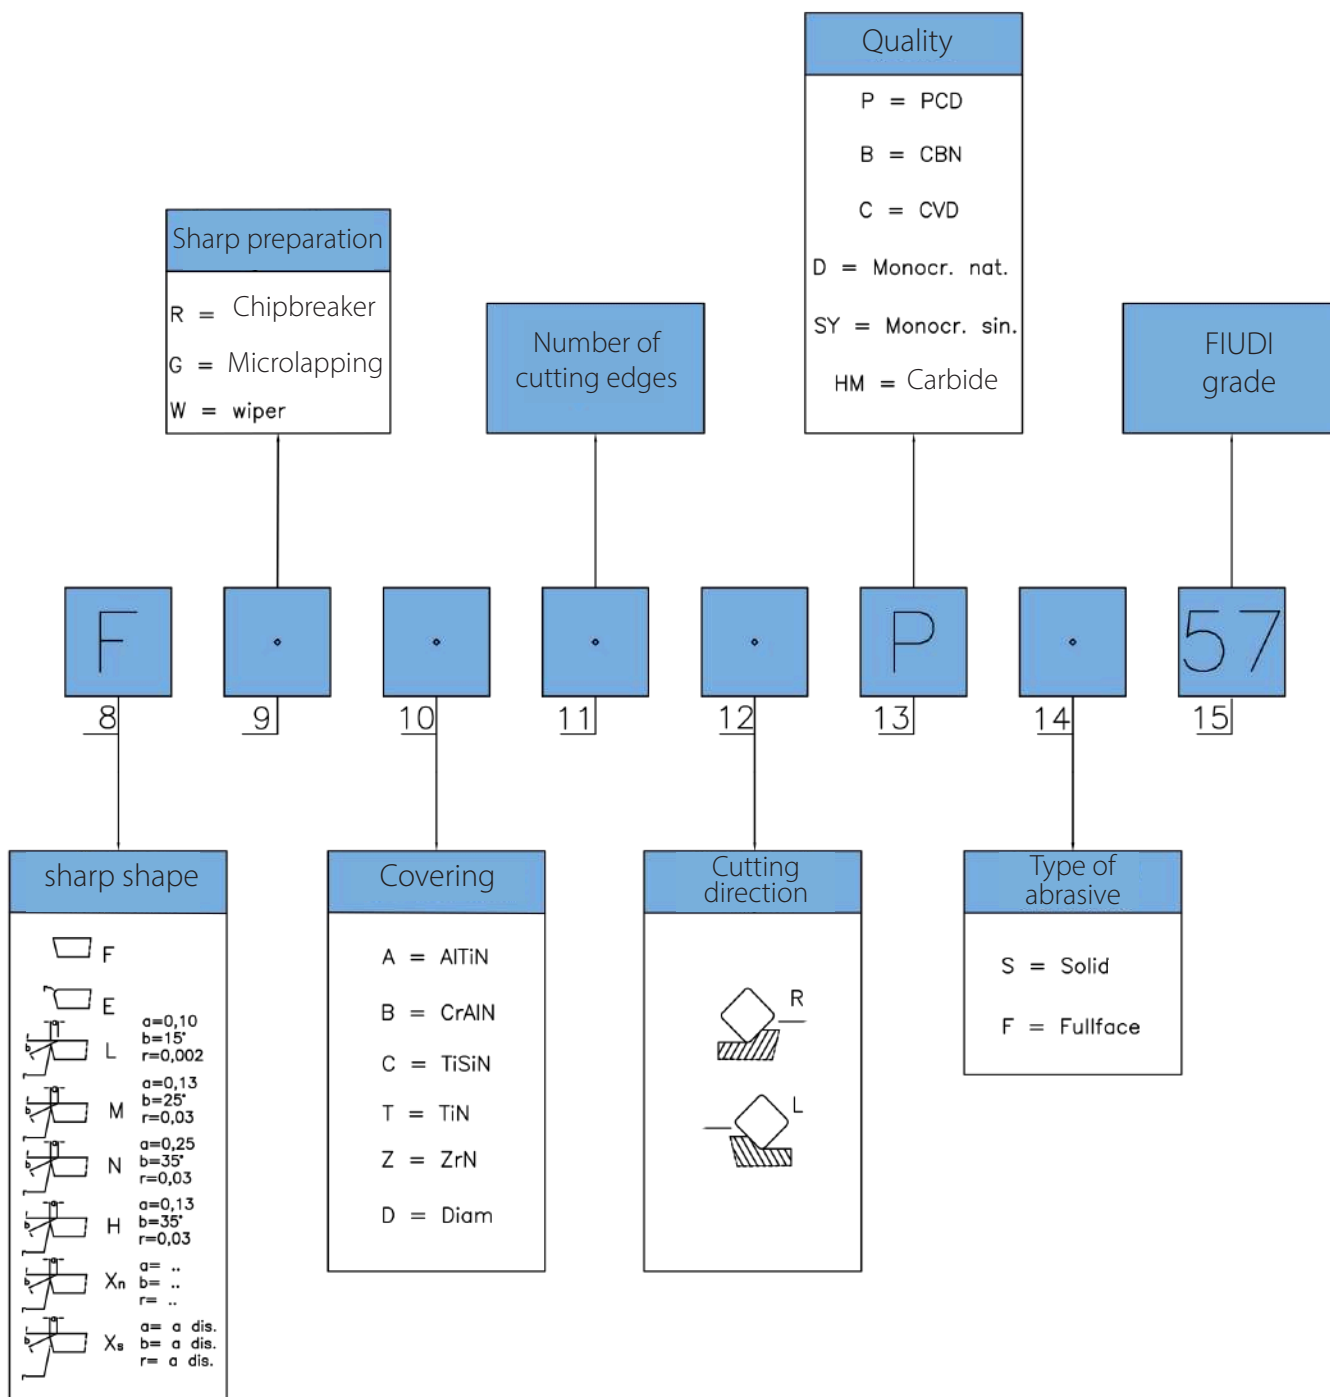 Quality
P = PCD
B = CBN
C = CVD
D = Monocr. nat.
SY = Monocr. sin.
HM = Carbide
Sharp preparation
R = Chipbreaker
G = Microlapping
W = wiper
Number of
cutting edges
FIUDI
grade
F
P
57
8
9
10
11
12
13
14
15
sharp shape
F
E
L
a=0,10
b=15°
r=0,002
M
a=0,13
b=25°
r=0,03
N
a=0,25
b=35°
r=0,03
H
a=0,13
b=35°
r=0,03
Xn
a= ..
b= ..
r= ..
Xs
a= a dis.
b= a dis.
r= a dis.
Covering
A = AlTiN
B = CrAlN
C = TiSiN
T = TiN
Z = ZrN
D = Diam
Cutting
direction
R
L
Type of
abrasive
S = Solid
F = Fullface